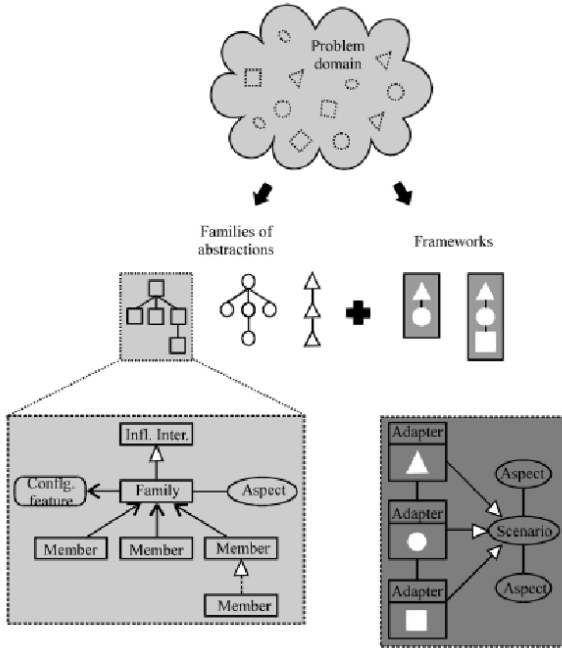 Problem
domain
Families of
abstractions
Frameworks
Infl. Inter.
Config.
feature
Family
Aspect
Member
Member
Member
Member
Adapter
Adapter
Adapter
Aspect
Scenario
Aspect